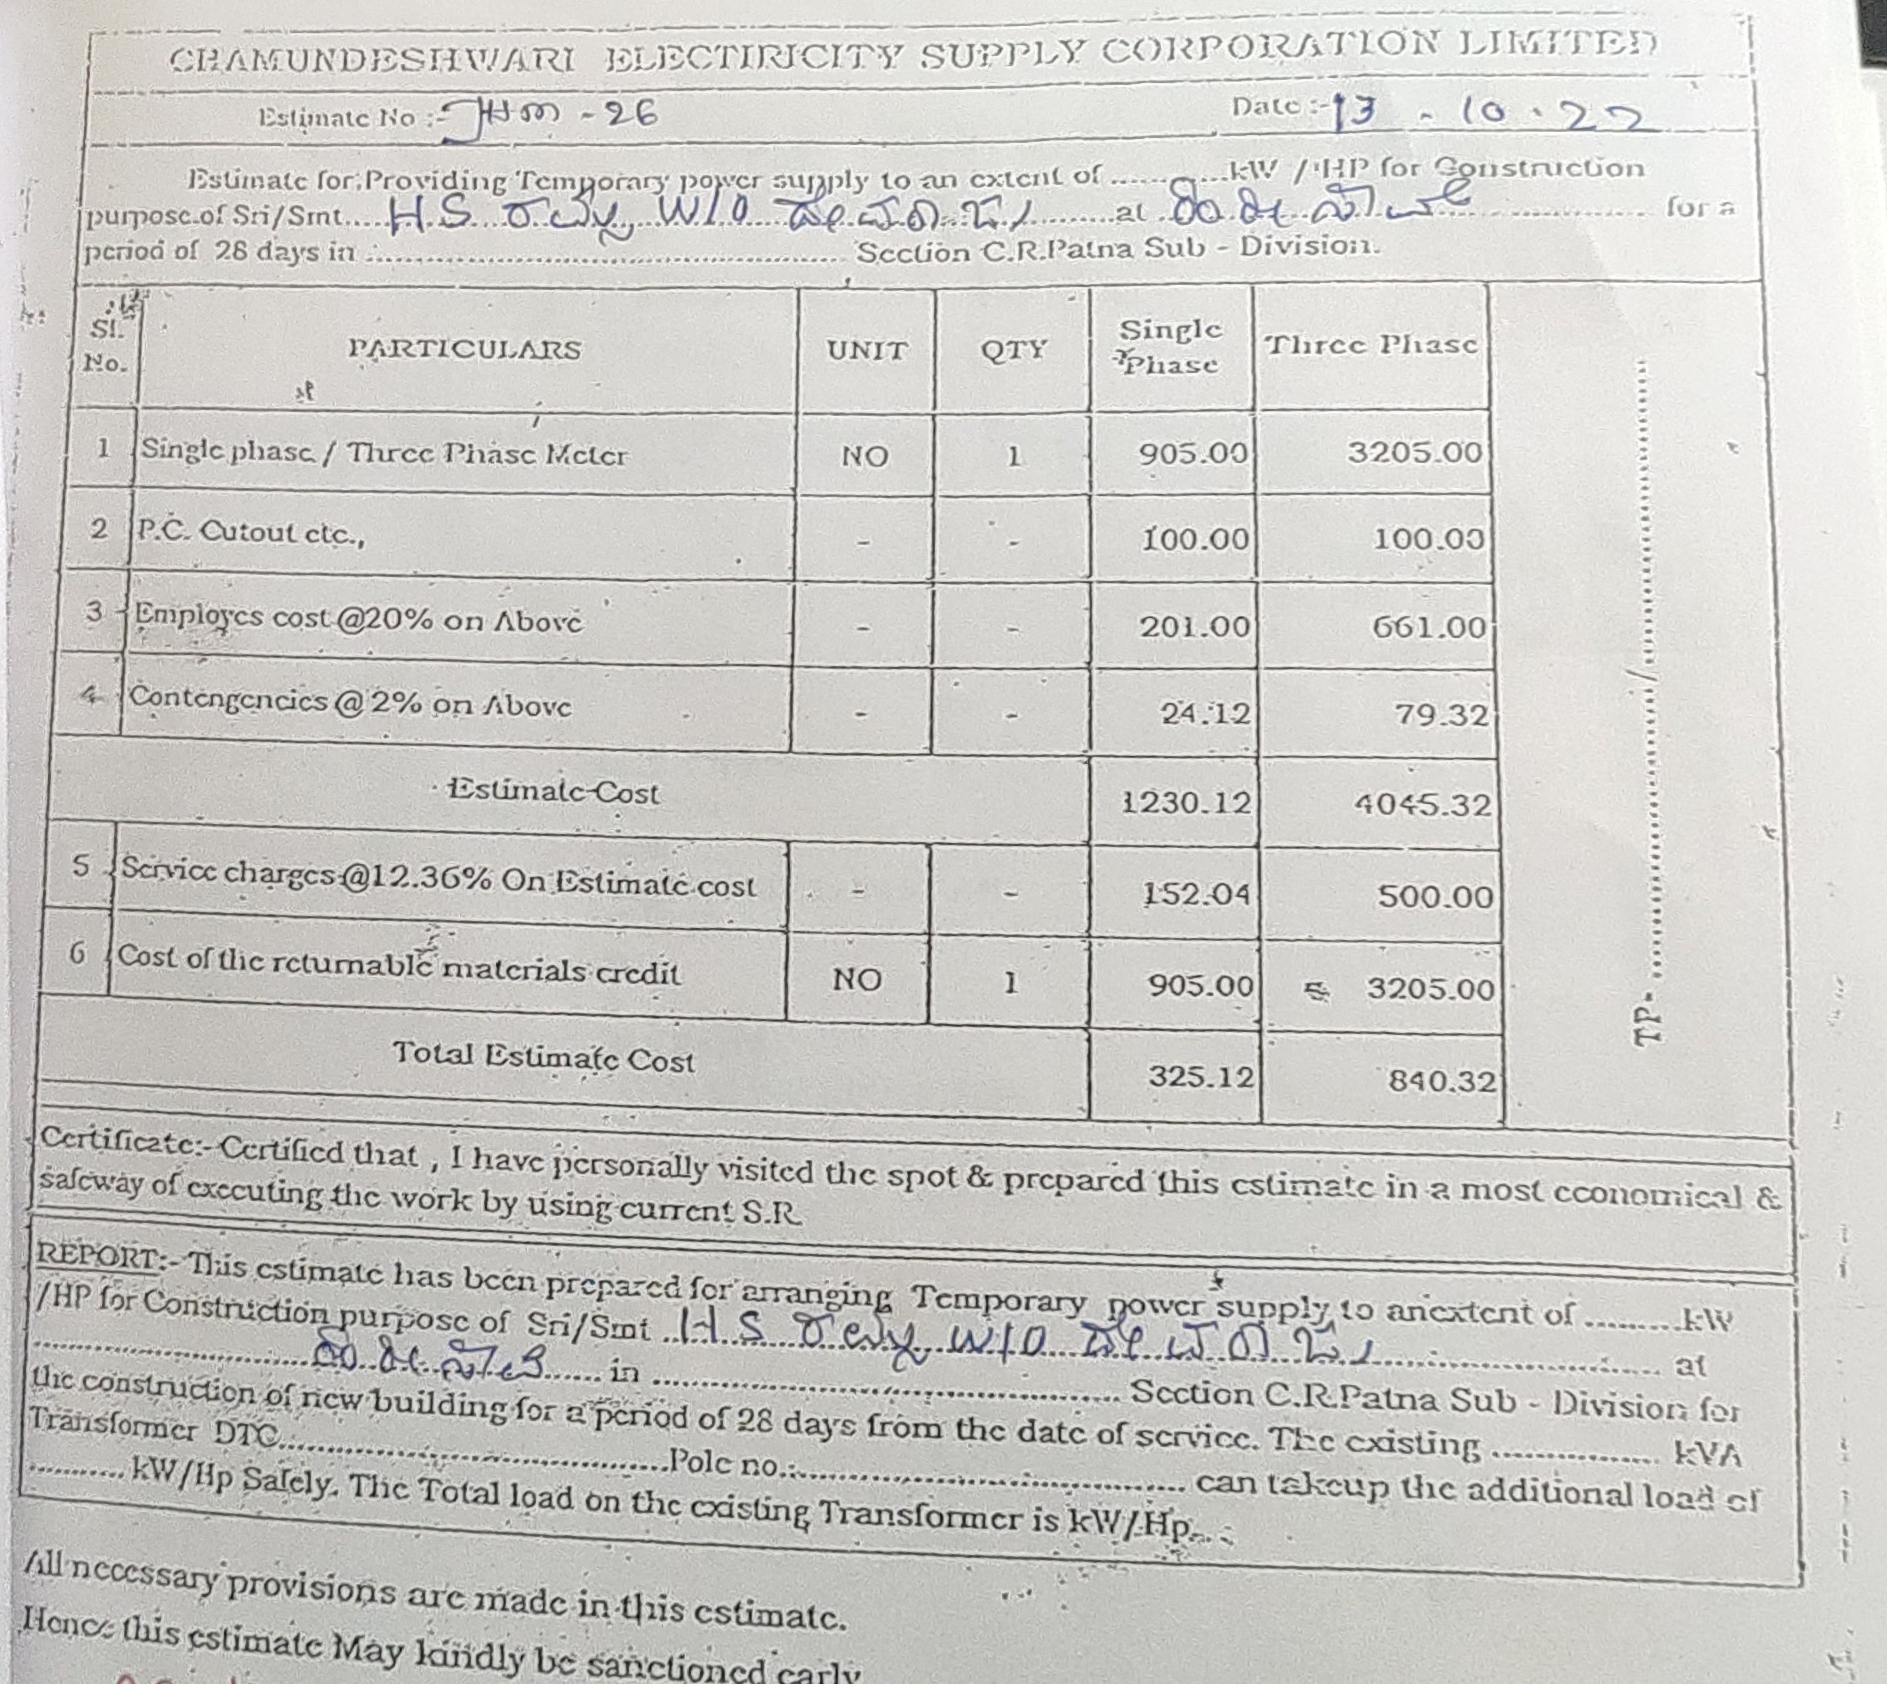 CHAMUNDESHWARI ELECTIRICITY SUPPLY CORPORATION LIMITED
Estimate No :- - 26 Date :- 13 - 10 . 22
Estimate for Providing Temporary power supply to an extent of ...........kW / HP for Construction
purpose of Sri/Smt..... H.S. W/o ..........at ................... for a
period of 28 days in .................................................. Section C.R.Patna Sub - Division.
Sl. No. PARTICULARS UNIT QTY Single Phase Three Phase
1 Single phase / Three Phase Meter NO 1 905.00 3205.00
2 P.C. Cutout etc., - - 100.00 100.00
3 Employes cost @20% on Above - - 201.00 661.00
4 Contengencies @ 2% on Above - - 24.12 79.32
Estimate Cost 1230.12 4045.32
5 Service charges @12.36% On Estimate cost - - 152.04 500.00
6 Cost of the returnable materials credit NO 1 905.00 3205.00
Total Estimate Cost 325.12 840.32
TP- ......................../........................
Certificate:- Certified that , I have personally visited the spot & prepared this estimate in a most economical &
safeway of executing the work by using current S.R
REPORT:- This estimate has been prepared for arranging Temporary power supply to anextent of ..........kW
/HP for Construction purpose of Sri/Smt .. H.S W/O .............................. at
.............................. in .................................................. Section C.R.Patna Sub - Division for
the construction of new building for a period of 28 days from the date of service. The existing ............... kVA
Transformer DTC........................................Pole no.:........................................ can takeup the additional load of
.......... kW/Hp Safely. The Total load on the existing Transformer is kW/Hp.
All necessary provisions are made in this estimate.
Hence this estimate May kindly be sanctioned early